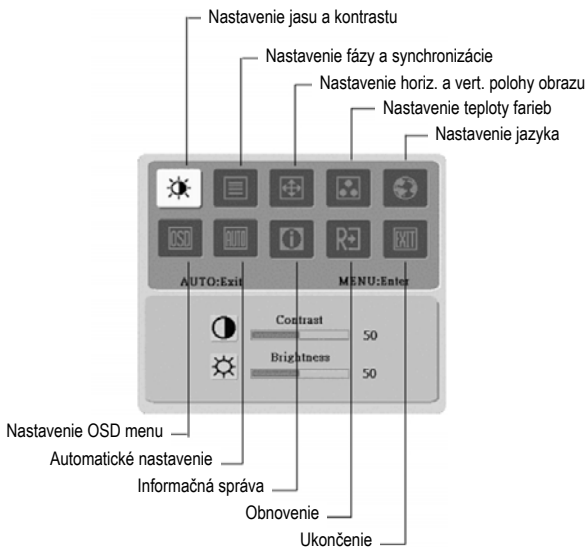 Nastavenie jasu a kontrastu
Nastavenie fázy a synchronizácie
Nastavenie horiz. a vert. polohy obrazu
Nastavenie teploty farieb
Nastavenie jazyka
OSD
AUTO
R
EXIT
AUTO:Exit
MENU:Enter
Contrast
50
Brightness
50
Nastavenie OSD menu
Automatické nastavenie
Informačná správa
Obnovenie
Ukončenie